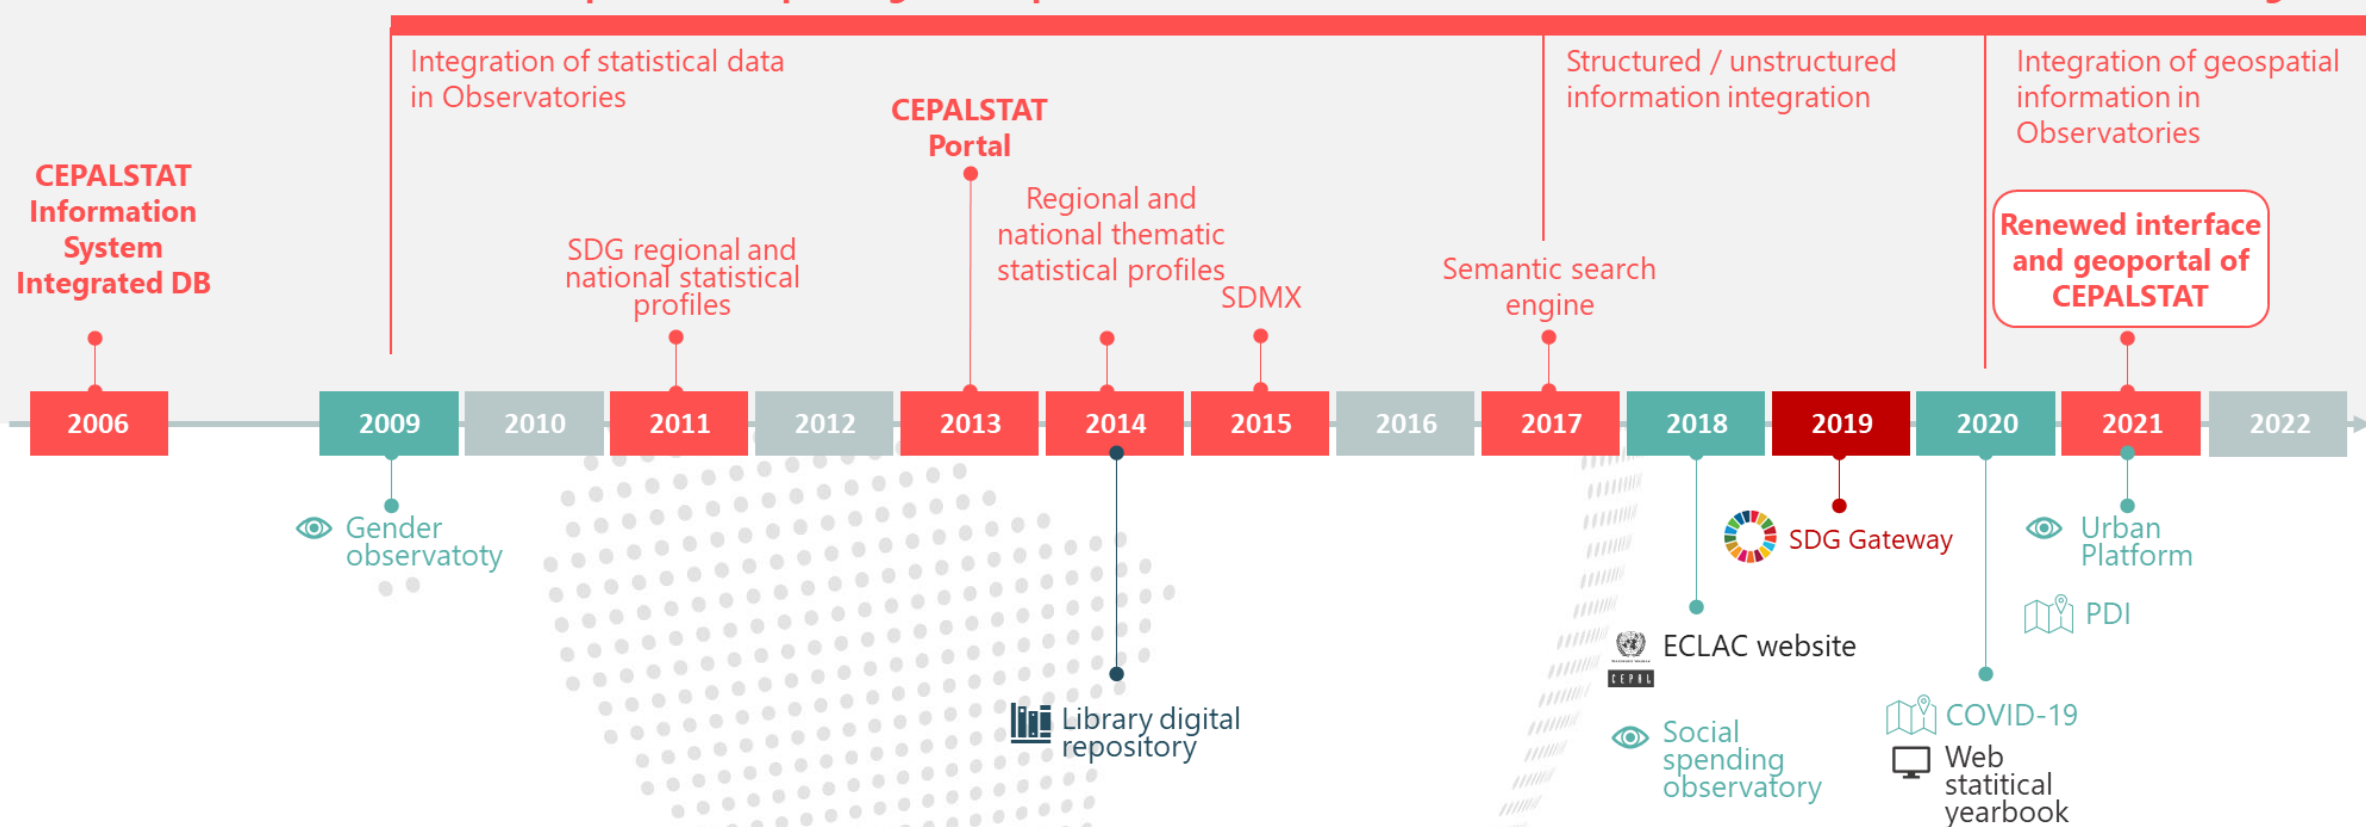 Integration of statistical data
in Observatories
Structured / unstructured
information integration
Integration of geospatial
information in
Observatories
CEPALSTAT
Portal
CEPALSTAT
Information
System
Integrated DB
SDG regional and
national statistical
profiles
Regional and
national thematic
statistical profiles
SDMX
Semantic search
engine
Renewed interface
and geoportal of
CEPALSTAT
2006
2009
2010
2011
2012
2013
2014
2015
2016
2017
2018
2019
2020
2021
2022
Gender
observatoty
Library digital
repository
ECLAC website
CEPAL
Social
spending
observatory
SDG Gateway
COVID-19
Web
statitical
yearbook
Urban
Platform
PDI